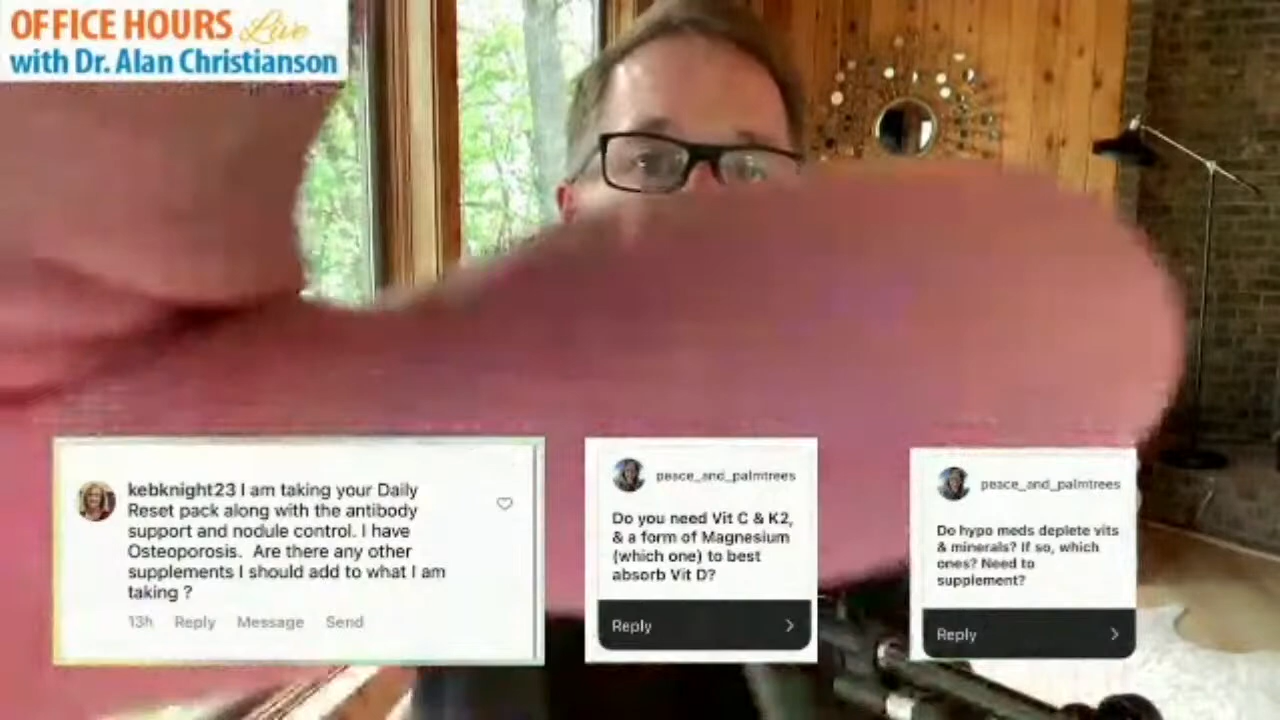 OFFICE HOURS Live
with Dr. Alan Christianson
kebknight23 I am taking your Daily
Reset pack along with the antibody
support and nodule control. I have
Osteoporosis.  Are there any other
supplements I should add to what I am
taking ?
13h Reply Message Send
peace_and_palmtrees
Do you need Vit C & K2,
& a form of Magnesium
(which one) to best
absorb Vit D?
Reply
peace_and_palmtrees
Do hypo meds deplete vits
& minerals? If so, which
ones? Need to
supplement?
Reply